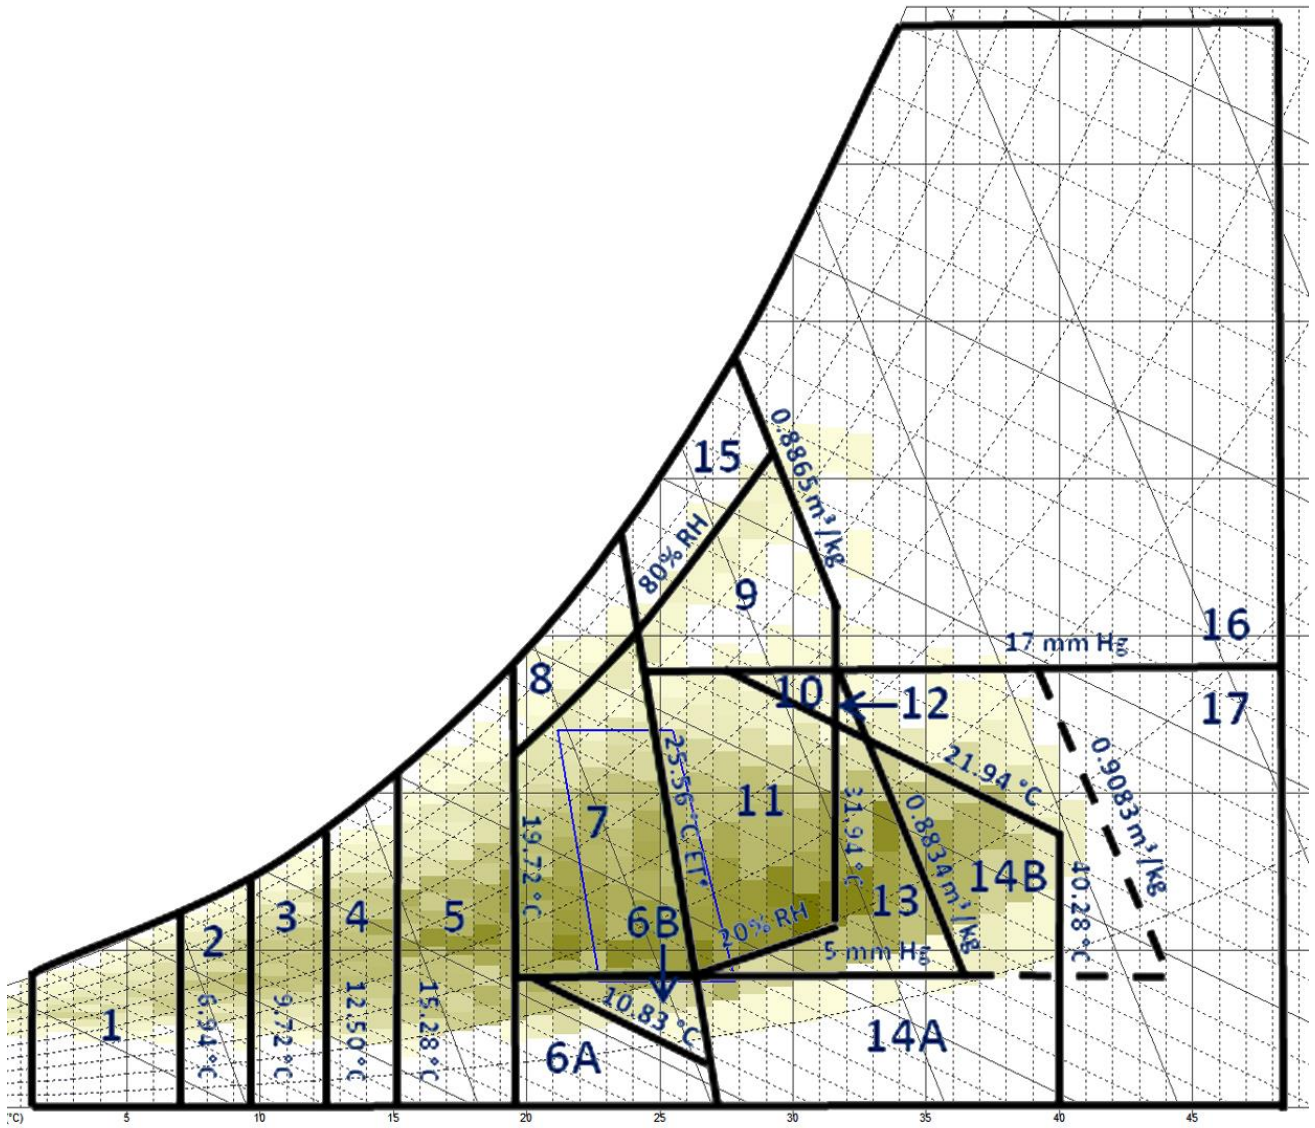 0.8865 m³/kg
15
80% RH
9
16
17 mm Hg
8
10
12
17
25.56°C ET*
21.94 °C
0.9083 m³/kg
7
11
19.72 °C
31.94 °C
0.8834 m³/kg
14B
40.28 °C
13
2
3
4
5
6B
20% RH
5 mm Hg
1
6.94 °C
9.72 °C
12.50 °C
15.28 °C
10.83 °C
6A
14A
(°C)
5
10
15
20
25
30
35
40
45